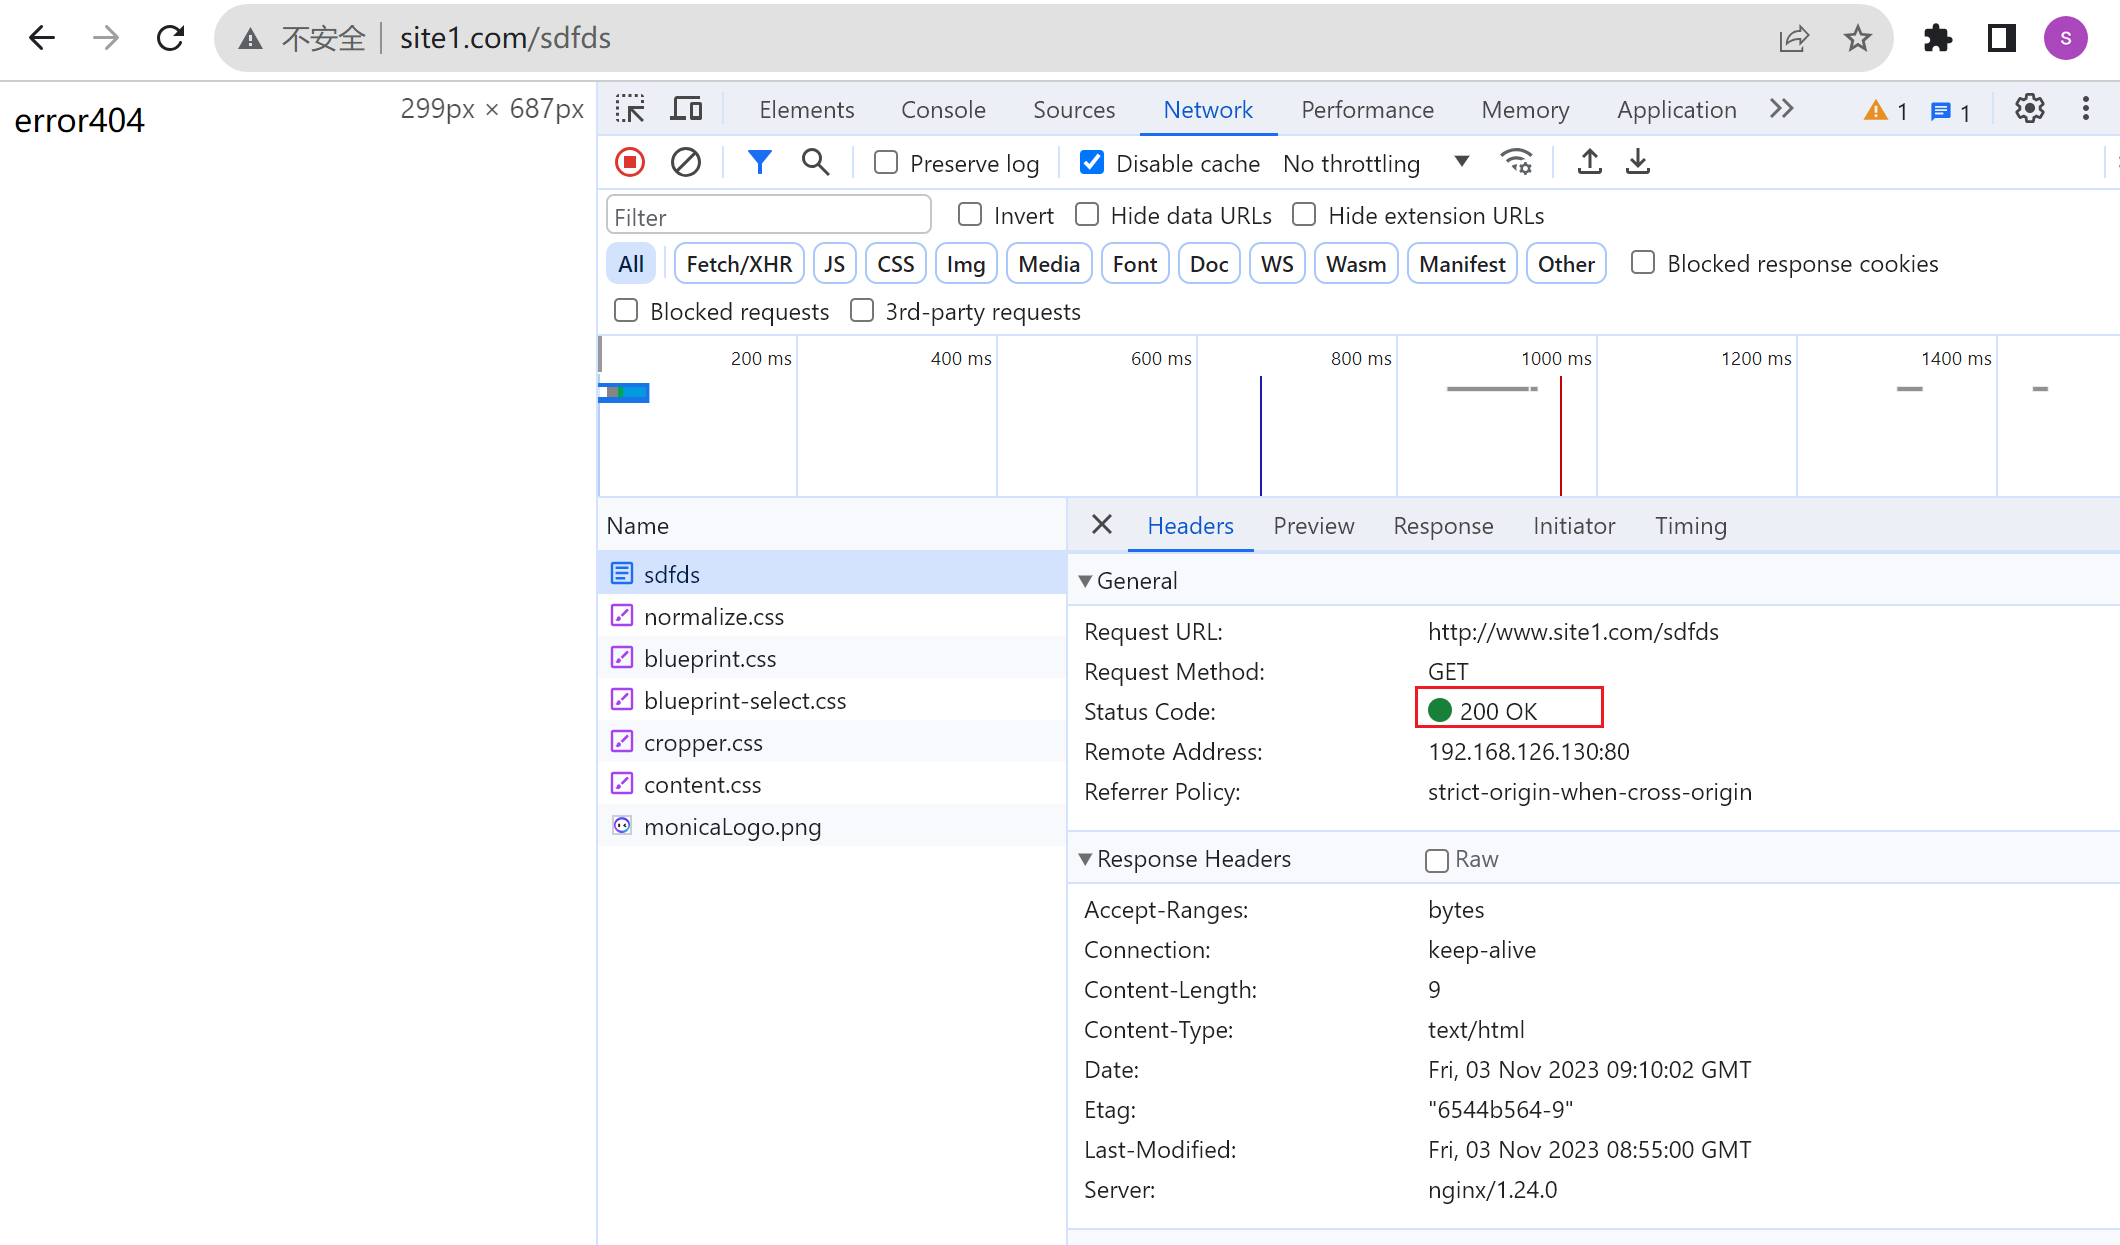 不安全 site1.com/sdfds
S
error404
299px × 687px
Elements Console Sources Network Performance Memory Application 1 1
Preserve log Disable cache No throttling
Filter Invert Hide data URLs Hide extension URLs
All Fetch/XHR JS CSS Img Media Font Doc WS Wasm Manifest Other Blocked response cookies
Blocked requests 3rd-party requests
200 ms 400 ms 600 ms 800 ms 1000 ms 1200 ms 1400 ms
Name
sdfds
normalize.css
blueprint.css
blueprint-select.css
cropper.css
content.css
monicaLogo.png
Headers Preview Response Initiator Timing
General
Request URL: http://www.site1.com/sdfds
Request Method: GET
Status Code: 200 OK
Remote Address: 192.168.126.130:80
Referrer Policy: strict-origin-when-cross-origin
Response Headers Raw
Accept-Ranges: bytes
Connection: keep-alive
Content-Length: 9
Content-Type: text/html
Date: Fri, 03 Nov 2023 09:10:02 GMT
Etag: "6544b564-9"
Last-Modified: Fri, 03 Nov 2023 08:55:00 GMT
Server: nginx/1.24.0